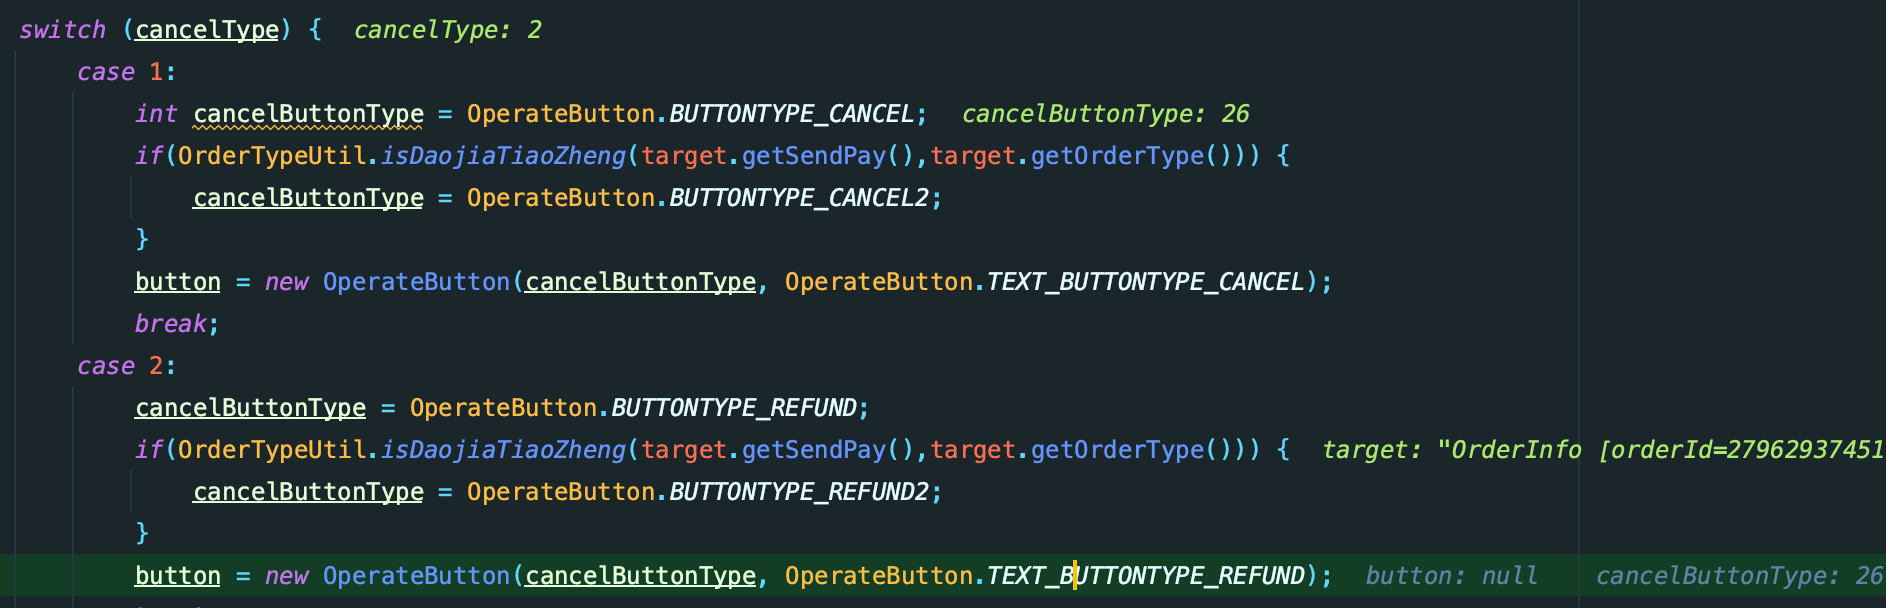 switch (cancelType) {  cancelType: 2
    case 1:
        int cancelButtonType = OperateButton.BUTTONTYPE_CANCEL;  cancelButtonType: 26
        if(OrderTypeUtil.isDaojiaTiaoZheng(target.getSendPay(),target.getOrderType())) {
            cancelButtonType = OperateButton.BUTTONTYPE_CANCEL2;
        }
        button = new OperateButton(cancelButtonType, OperateButton.TEXT_BUTTONTYPE_CANCEL);
        break;
    case 2:
        cancelButtonType = OperateButton.BUTTONTYPE_REFUND;
        if(OrderTypeUtil.isDaojiaTiaoZheng(target.getSendPay(),target.getOrderType())) {  target: "OrderInfo [orderId=27962937451
            cancelButtonType = OperateButton.BUTTONTYPE_REFUND2;
        }
        button = new OperateButton(cancelButtonType, OperateButton.TEXT_BUTTONTYPE_REFUND);  button: null    cancelButtonType: 26